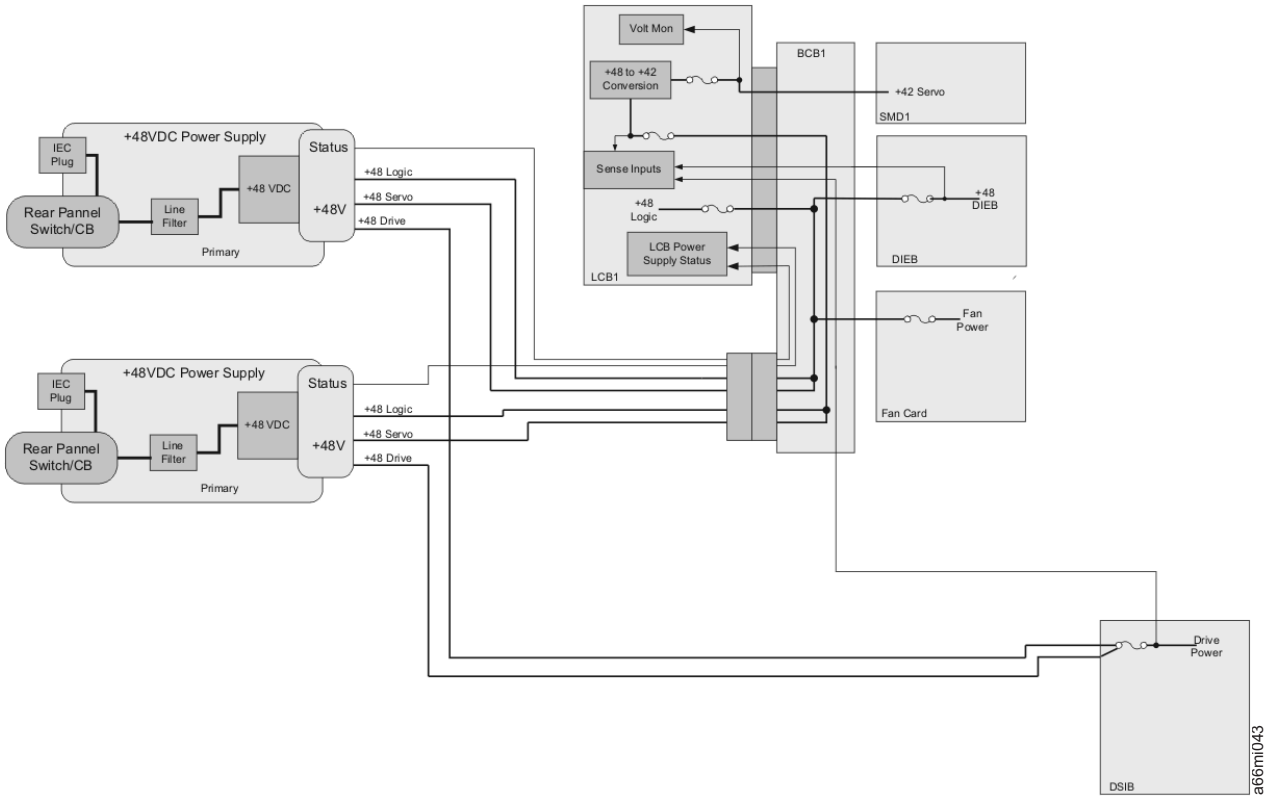 Volt Mon
+48 to +42
Conversion
BCB1
+42 Servo
SMD1
+48VDC Power Supply
IEC
Plug
Status
Rear Pannel
Switch/CB
Line
Filter
+48 VDC
+48V
Primary
+48 Logic
+48 Servo
+48 Drive
Sense Inputs
+48
Logic
LCB Power
Supply Status
LCB1
+48
DIEB
DIEB
Fan
Power
Fan Card
+48VDC Power Supply
IEC
Plug
Status
Rear Pannel
Switch/CB
Line
Filter
+48 VDC
+48V
Primary
+48 Logic
+48 Servo
+48 Drive
Drive
Power
DSIB
a66mi043